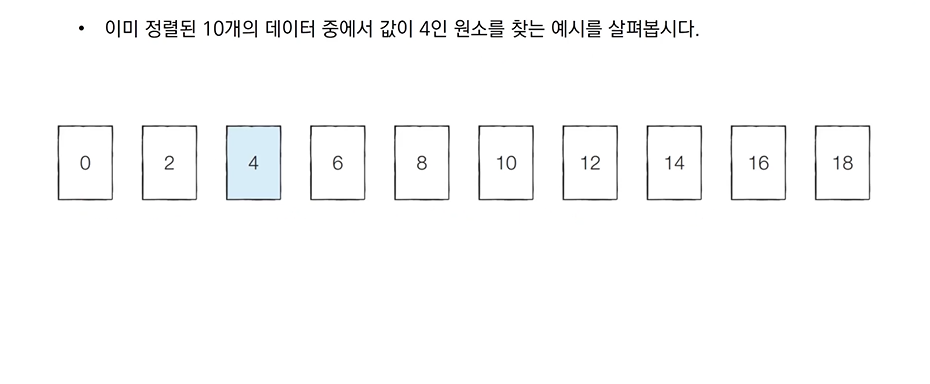 • 이미 정렬된 10개의 데이터 중에서 값이 4인 원소를 찾는 예시를 살펴봅시다.
0 2 4 6 8 10 12 14 16 18